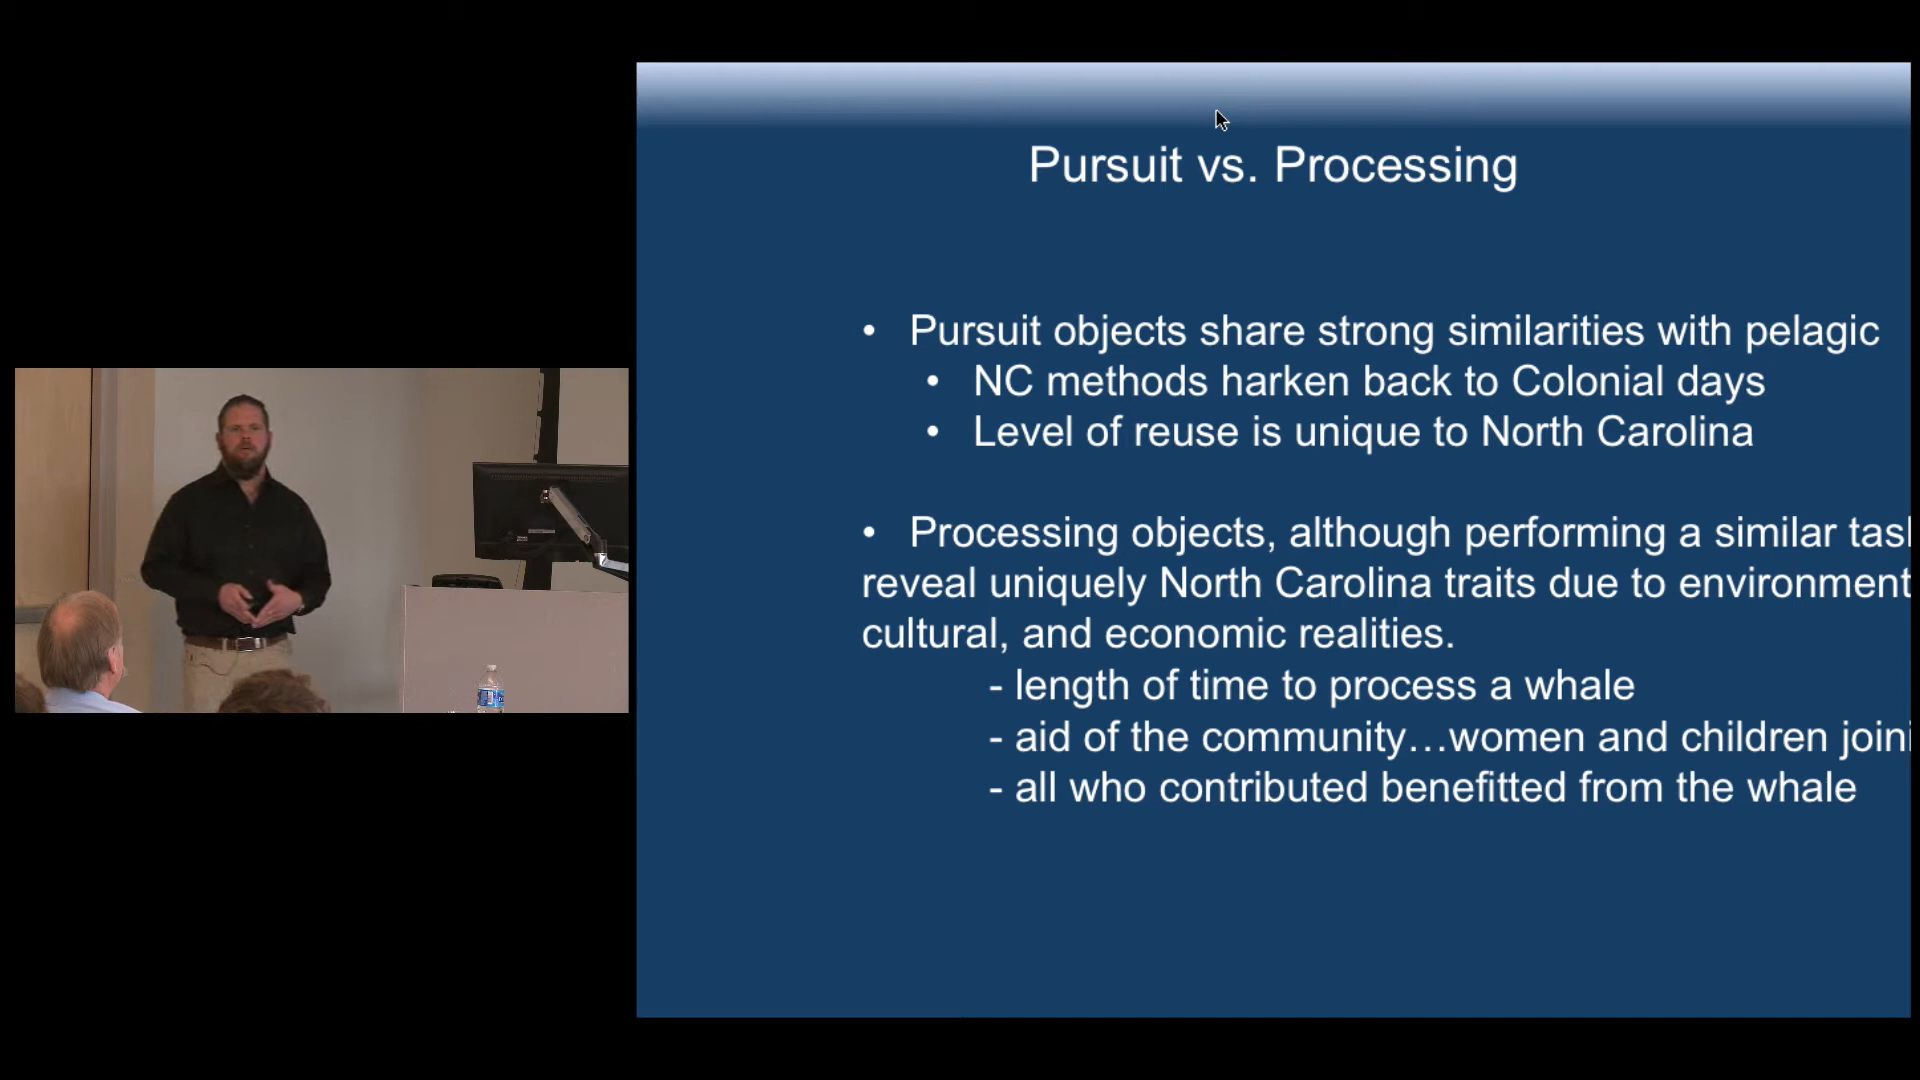 Pursuit vs. Processing
• Pursuit objects share strong similarities with pelagic
• NC methods harken back to Colonial days
• Level of reuse is unique to North Carolina
• Processing objects, although performing a similar
reveal uniquely North Carolina traits due to environment
cultural, and economic realities.
- length of time to process a whale
- aid of the community…women and children
- all who contributed benefitted from the whale